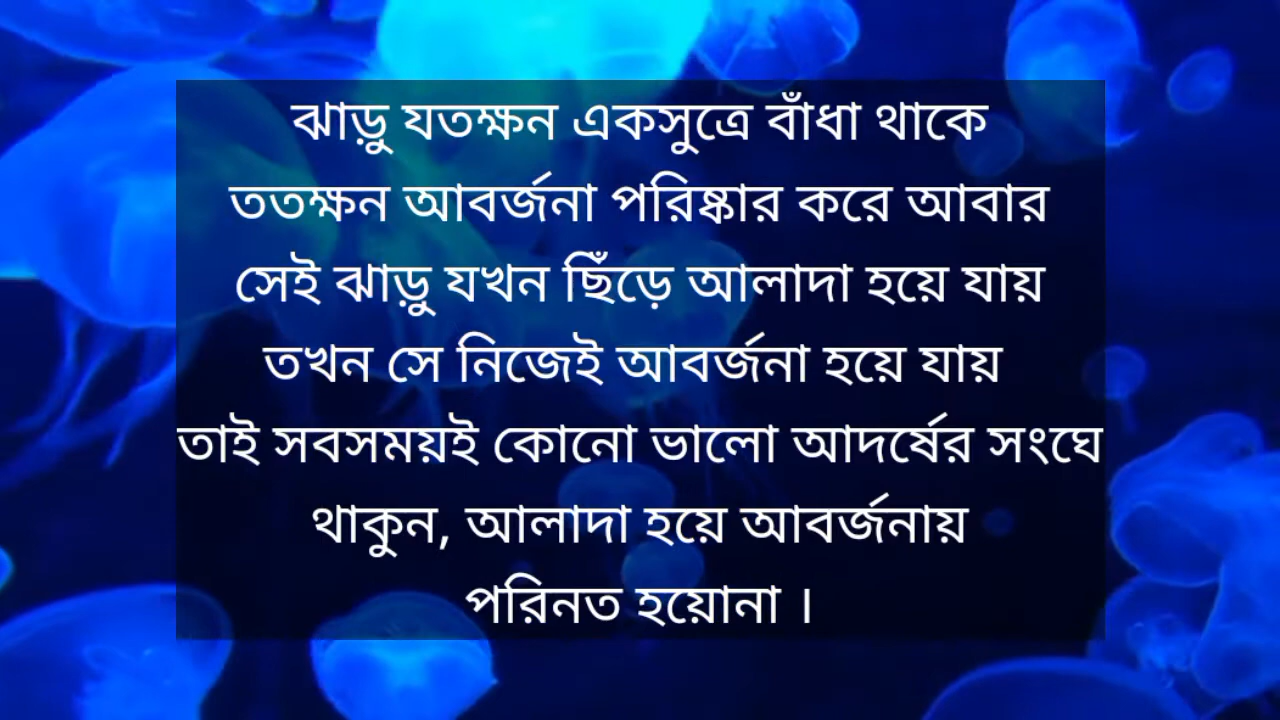 ঝাড়ু যতক্ষন একসুত্রে বাঁধা থাকে
ততক্ষন আবর্জনা পরিষ্কার করে আবার
সেই ঝাড়ু যখন ছিঁড়ে আলাদা হয়ে যায়
তখন সে নিজেই আবর্জনা হয়ে যায়
তাই সবসময়ই কোনো ভালো আদর্ষের সংঘে
থাকুন, আলাদা হয়ে আবর্জনায়
পরিনত হয়োনা ।